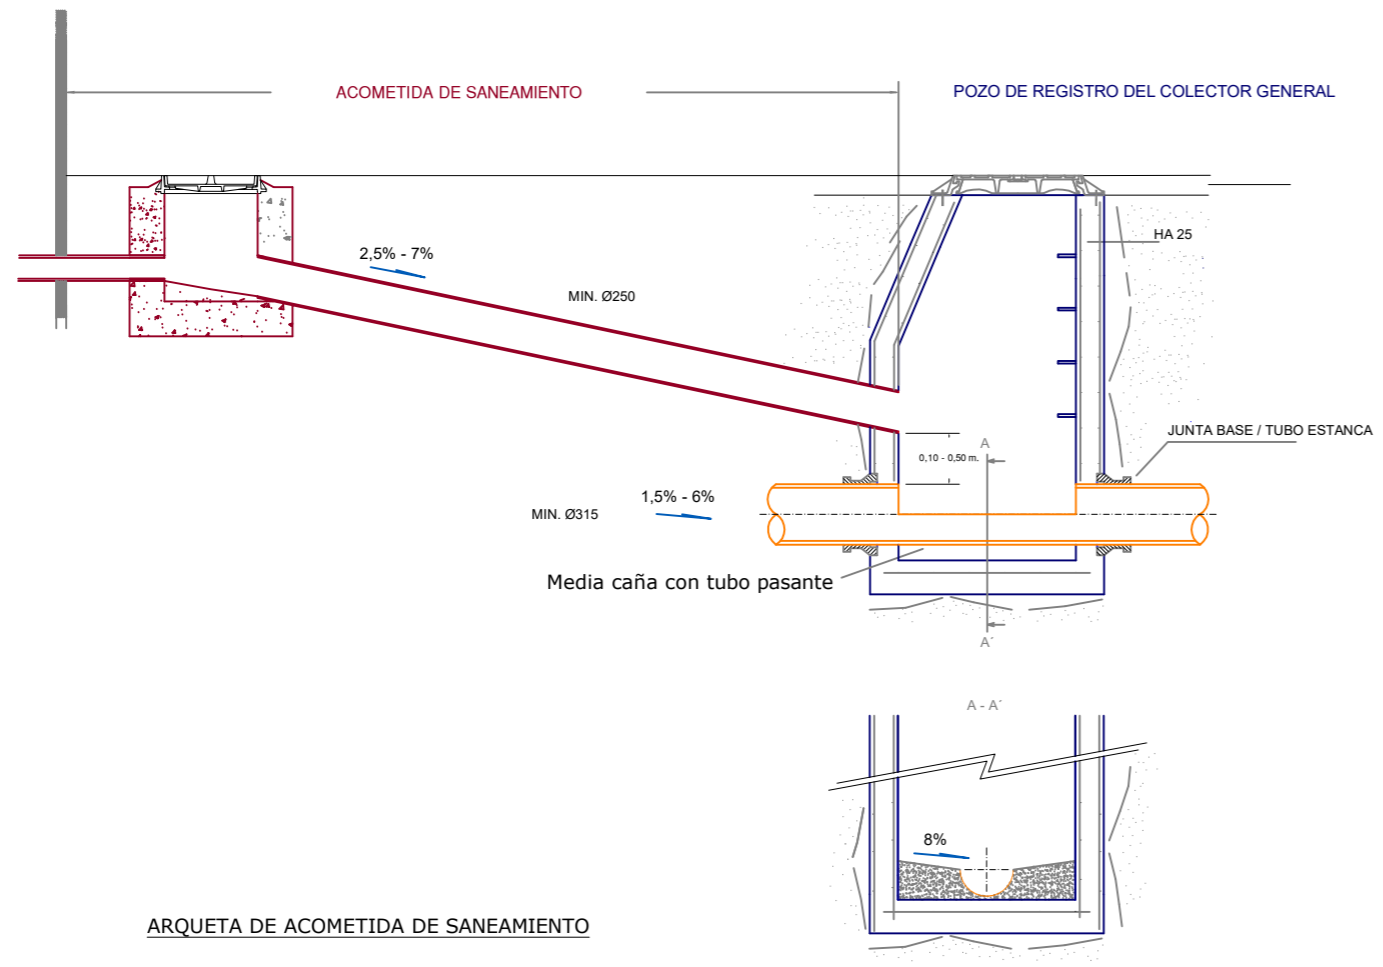 ACOMETIDA DE SANEAMIENTO
POZO DE REGISTRO DEL COLECTOR GENERAL
HA 25
2,5% - 7%
MIN. Ø250
JUNTA BASE / TUBO ESTANCA
A
0,10 - 0,50 m.
1,5% - 6%
MIN. Ø315
Media caña con tubo pasante
A´
A - A´
8%
ARQUETA DE ACOMETIDA DE SANEAMIENTO